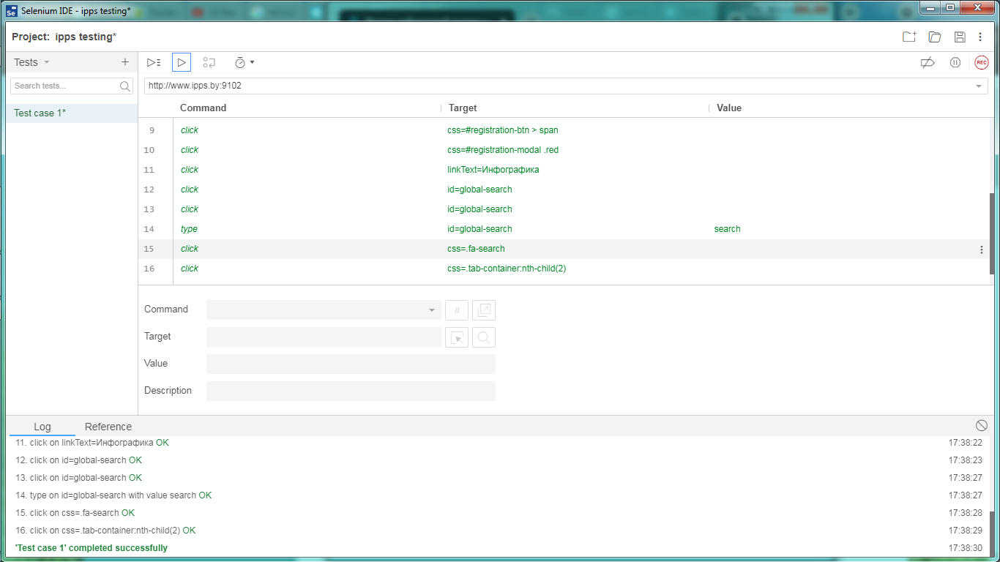 Selenium IDE - ipps testing*
Project: ipps testing*
Tests
REC
Search tests...
http://www.ipps.by:9102
Test case 1*
Command Target Value
9 click css=#registration-btn > span
10 click css=#registration-modal .red
11 click linkText=Инфографика
12 click id=global-search
13 click id=global-search
14 type id=global-search search
15 click css=.fa-search
16 click css=.tab-container:nth-child(2)
Command //
Target
Value
Description
Log Reference
11. click on linkText=Инфографика OK 17:38:22
12. click on id=global-search OK 17:38:23
13. click on id=global-search OK 17:38:27
14. type on id=global-search with value search OK 17:38:27
15. click on css=.fa-search OK 17:38:28
16. click on css=.tab-container:nth-child(2) OK 17:38:29
'Test case 1' completed successfully 17:38:30